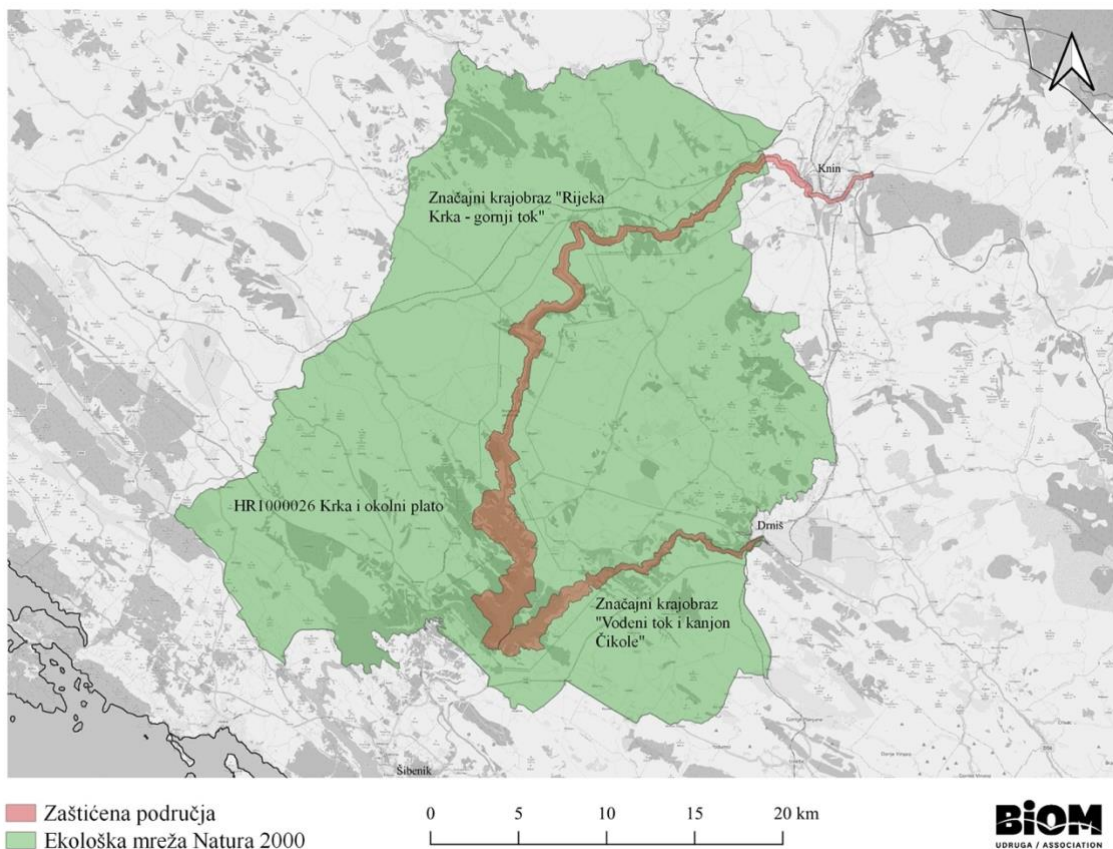 Knin
Značajni krajobraz "Rijeka
Krka - gornji tok"
HR1000026 Krka i okolni plato
Drniš
Značajni krajobraz
"Vodeni tok i kanjon
Čikole"
Šibenik
Zaštićena područja
Ekološka mreža Natura 2000
0 5 10 15 20 km
BiOM
UDRUGA / ASSOCIATION